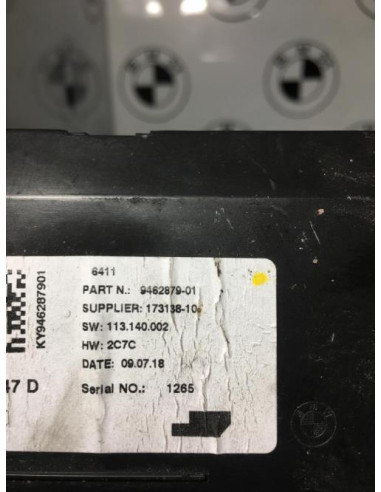 6411
PART N.: 9462879-01
SUPPLIER: 173138-10
SW: 113.140.002
HW: 2C7C
DATE: 09.07.18
Serial NO.: 1265
KY946287901
47 D